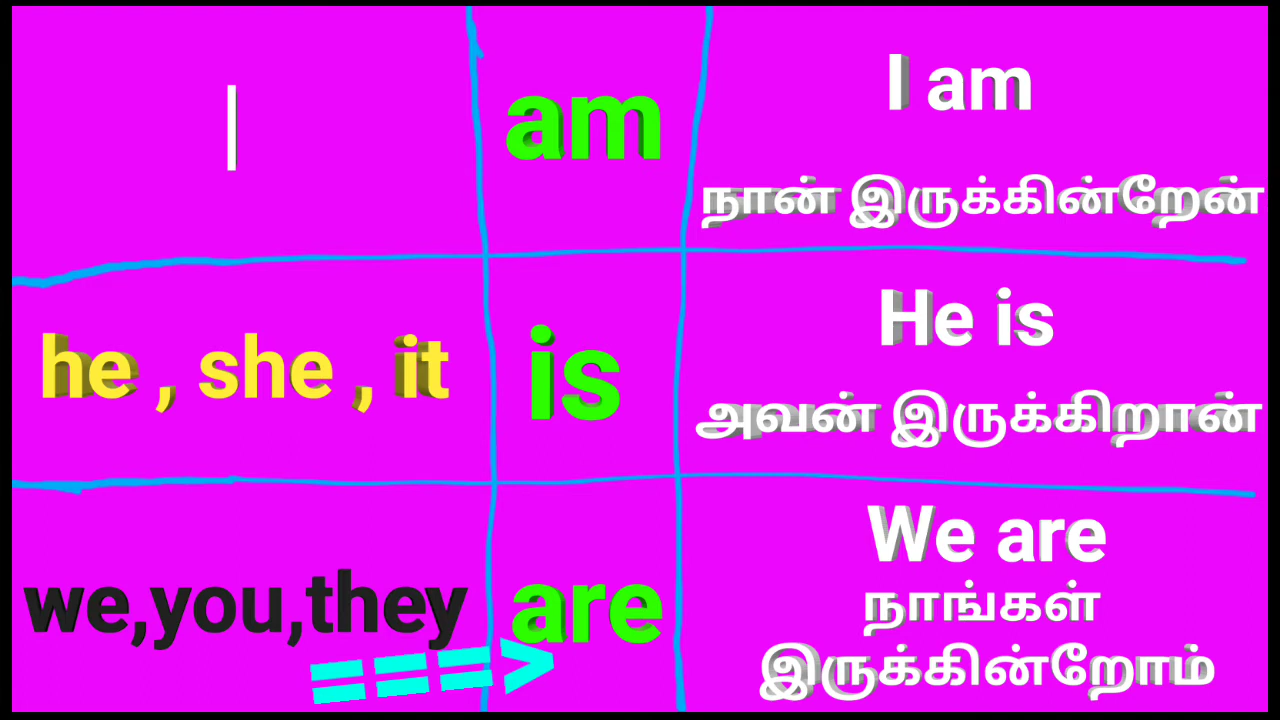 I
am
I am
நான் இருக்கின்றேன்
he , she , it
is
He is
அவன் இருக்கிறான்
we,you,they
are
===>
We are
நாங்கள்
இருக்கின்றோம்